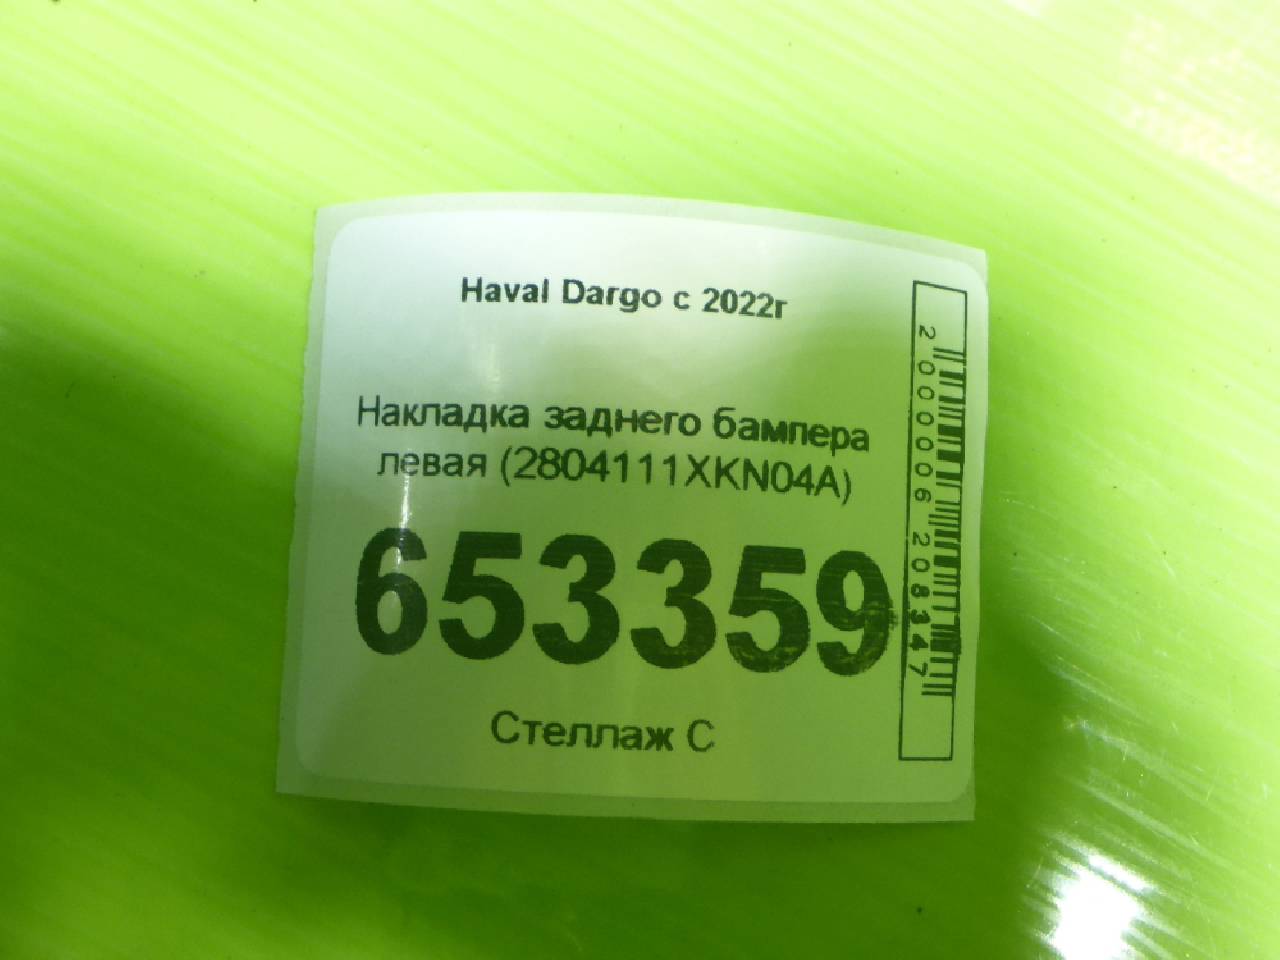 Haval Dargo с 2022г
Накладка заднего бампера
левая (2804111XKN04A)
653359
Стеллаж С
2000006208347